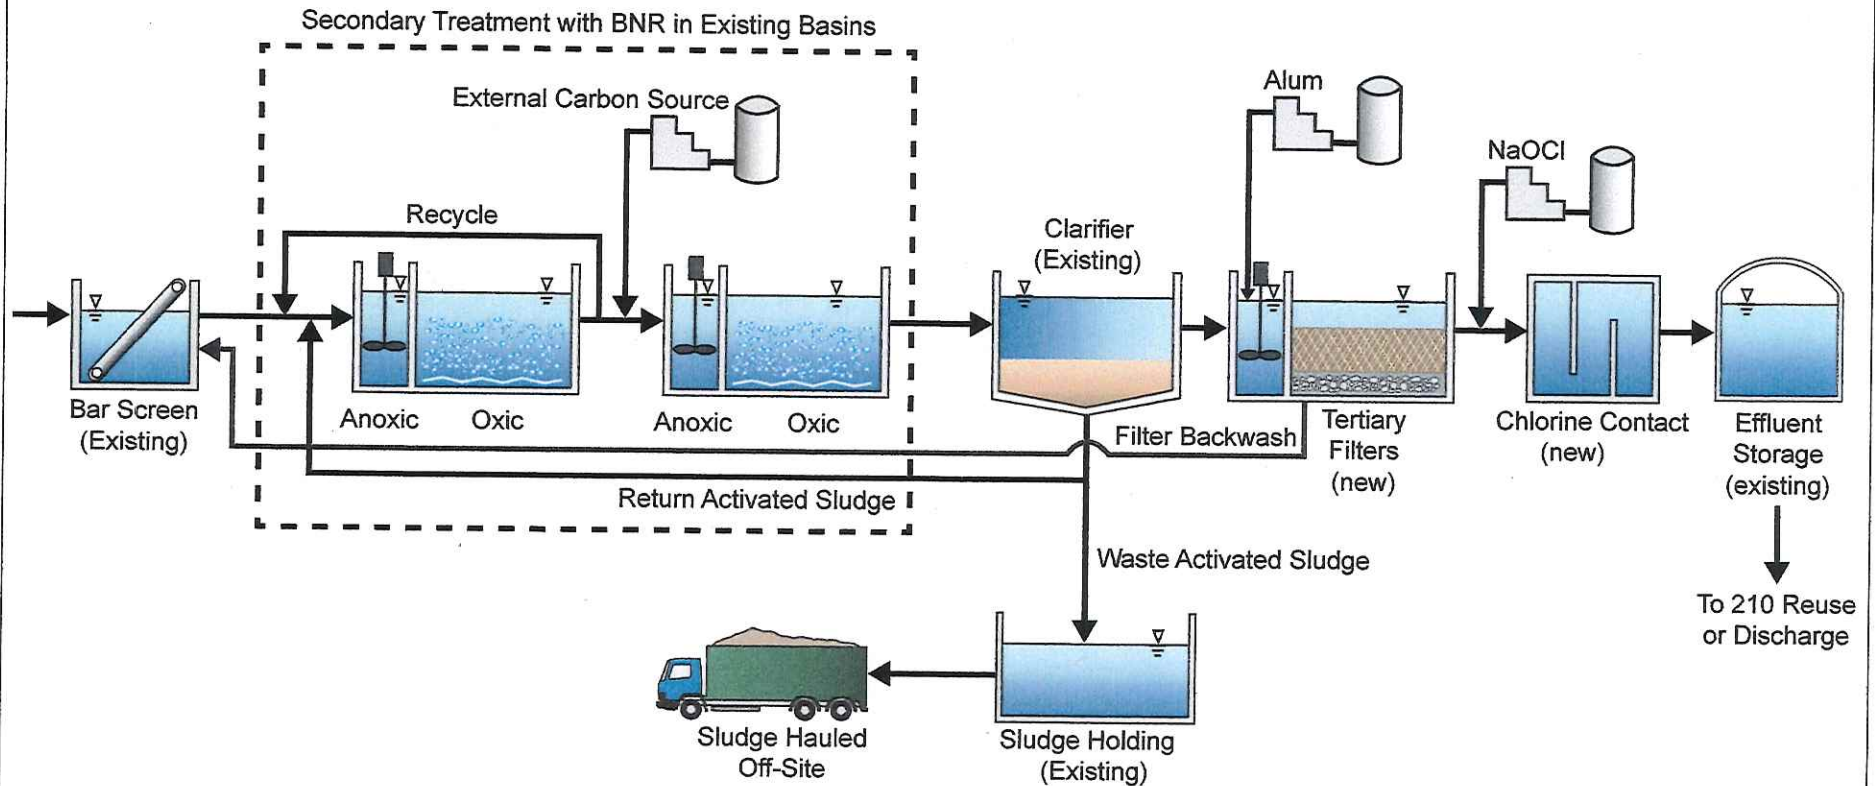 Secondary Treatment with BNR in Existing Basins
External Carbon Source
Alum
NaOCl
Recycle
Clarifier
(Existing)
Bar Screen
(Existing)
Anoxic
Oxic
Anoxic
Oxic
Filter Backwash
Tertiary
Filters
(new)
Chlorine Contact
(new)
Effluent
Storage
(existing)
Return Activated Sludge
Waste Activated Sludge
To 210 Reuse
or Discharge
Sludge Hauled
Off-Site
Sludge Holding
(Existing)